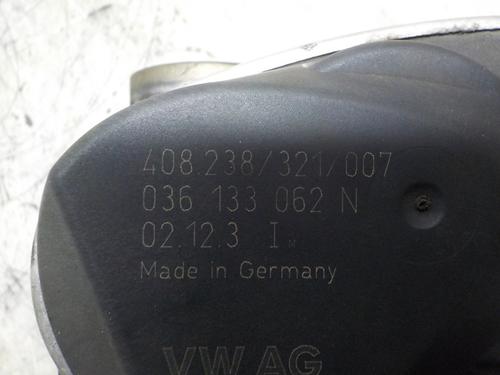 408.238/321/007
036 133 062 N
02.12.3 I
Made in Germany
VW AG